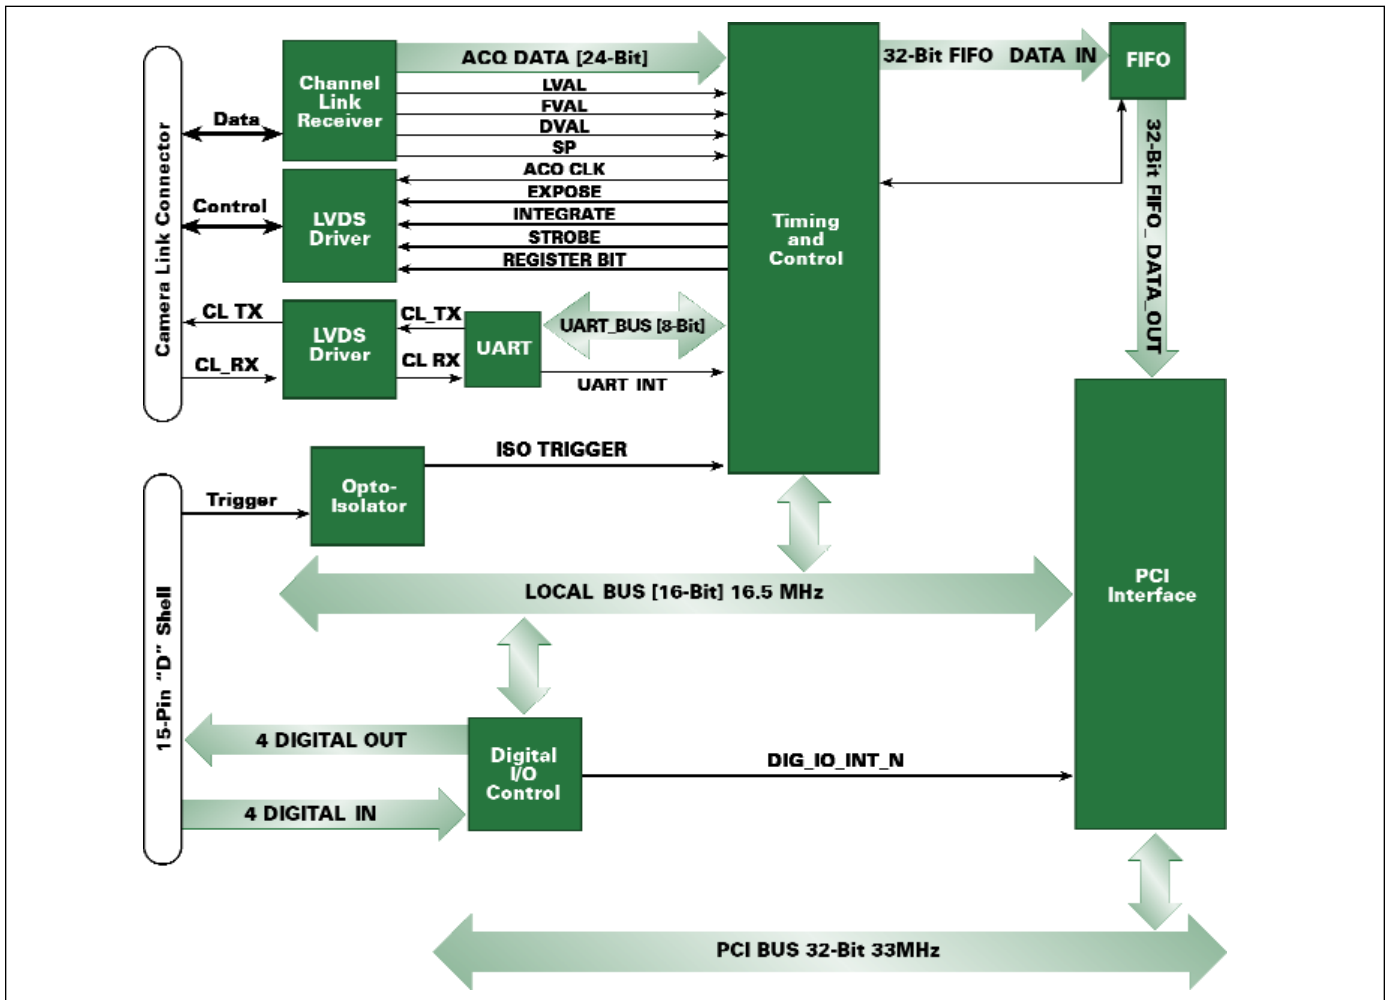 ACQ DATA [24-Bit]
32-Bit FIFO DATA IN
FIFO
Channel
Link
Receiver
LVAL
FVAL
DVAL
SP
Data
ACO CLK
EXPOSE
INTEGRATE
STROBE
REGISTER BIT
Control
LVDS
Driver
Timing
and
Control
32-Bit FIFO_DATA_OUT
Camera Link Connector
CL TX
CL_RX
LVDS
Driver
CL_TX
CL RX
UART
UART_BUS [8-Bit]
UART INT
ISO TRIGGER
Trigger
Opto-
Isolator
PCI
Interface
LOCAL BUS [16-Bit] 16.5 MHz
15-Pin “D” Shell
4 DIGITAL OUT
4 DIGITAL IN
Digital
I/O
Control
DIG_IO_INT_N
PCI BUS 32-Bit 33MHz